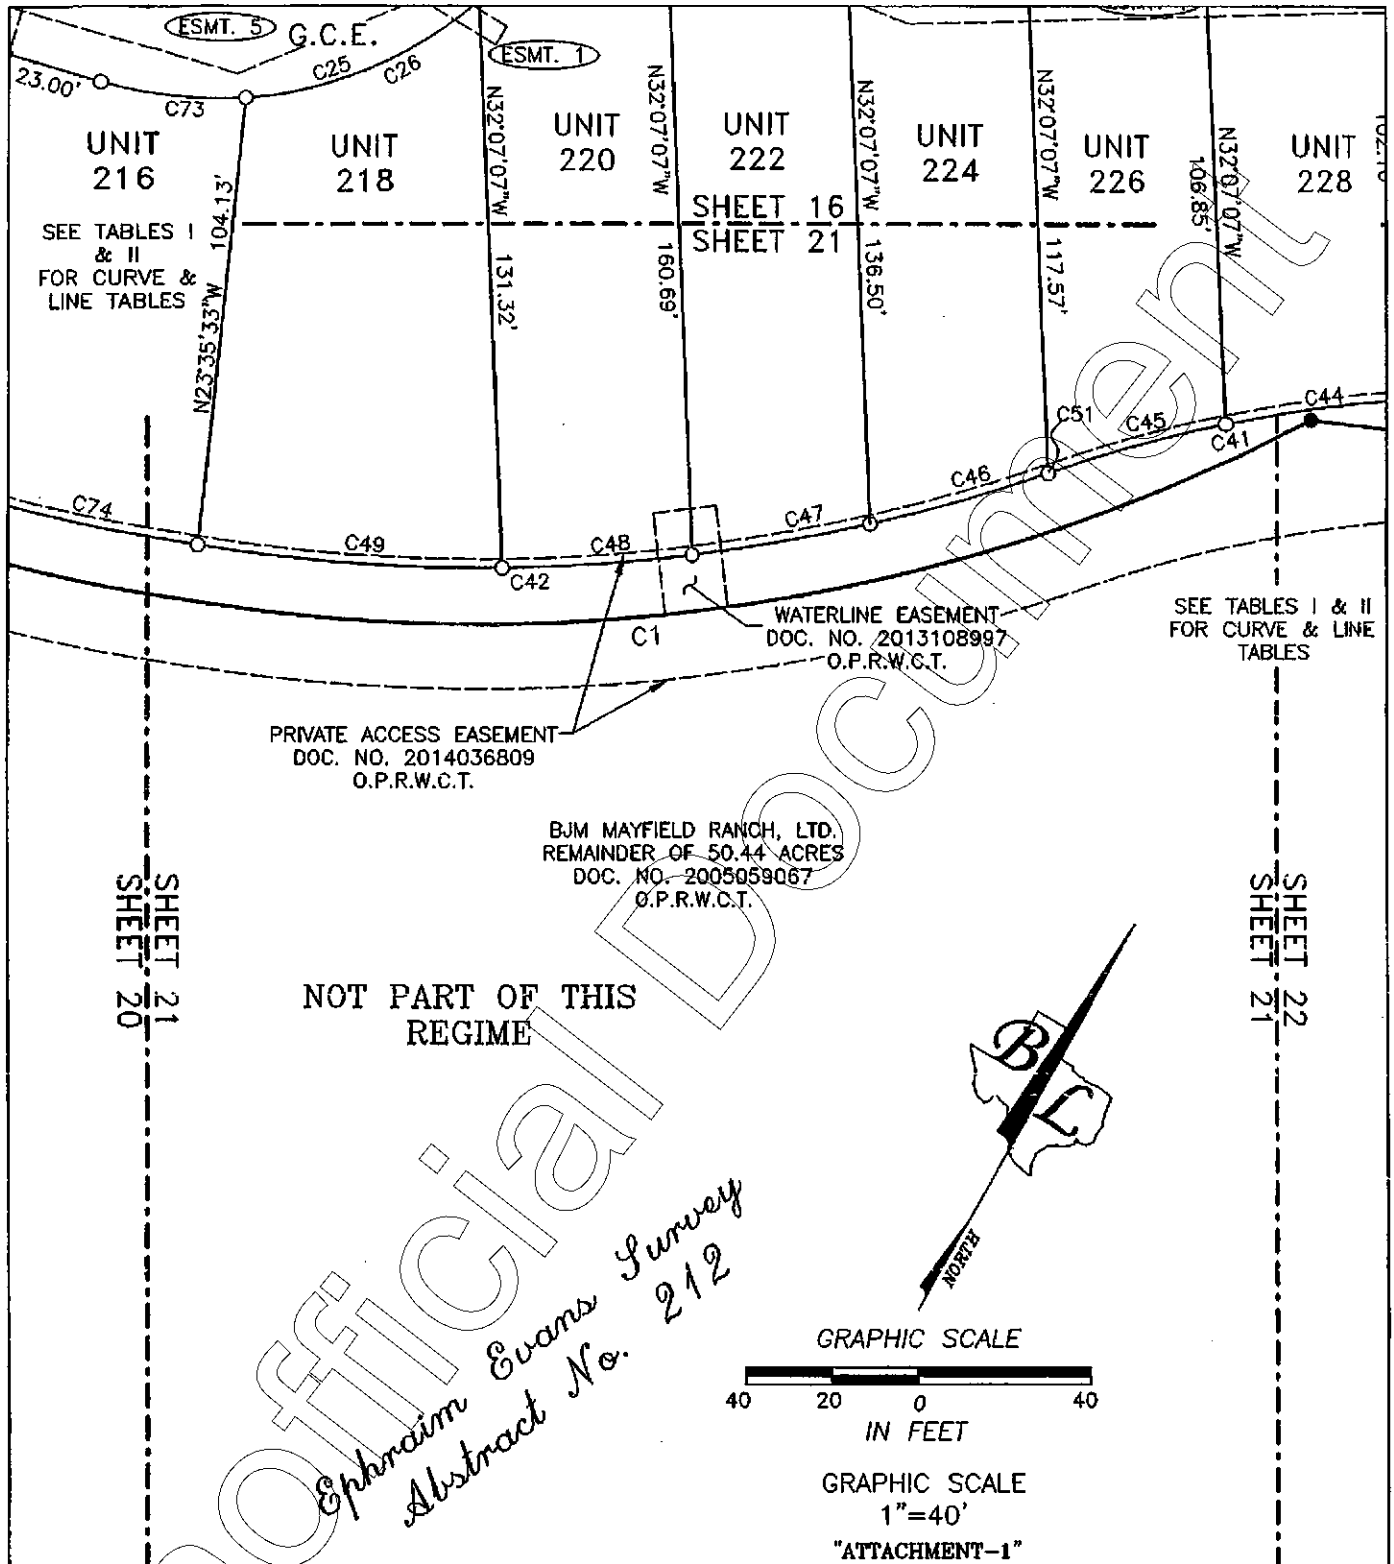 ESMT. 5
G.C.E.
ESMT. 1
23.00'
C73
C25
C26
UNIT
216
UNIT
218
UNIT
220
UNIT
222
UNIT
224
UNIT
226
UNIT
228
N32°07'07"W
131.32'
N32°07'07"W
160.69'
N32°07'07"W
136.50'
N32°07'07"W
117.57'
N32°07'07"W
106.85'
N23°35'33"W 104.13'
SHEET 16
SHEET 21
SEE TABLES I
& II
FOR CURVE &
LINE TABLES
C74
C49
C42
C48
C47
C46
C51
C45
C41
C44
C1
WATERLINE EASEMENT
DOC. NO. 2013108997
O.P.R.W.C.T.
SEE TABLES I & II
FOR CURVE & LINE
TABLES
PRIVATE ACCESS EASEMENT
DOC. NO. 2014036809
O.P.R.W.C.T.
BJM MAYFIELD RANCH, LTD.
REMAINDER OF 50.44 ACRES
DOC. NO. 2005059067
O.P.R.W.C.T.
SHEET 21
SHEET 20
SHEET 22
SHEET 21
NOT PART OF THIS
REGIME
B
L
NORTH
Ephraim Evans Survey
Abstract No. 212
GRAPHIC SCALE
40 20 0 40
IN FEET
GRAPHIC SCALE
1"=40'
"ATTACHMENT-1"
official Document